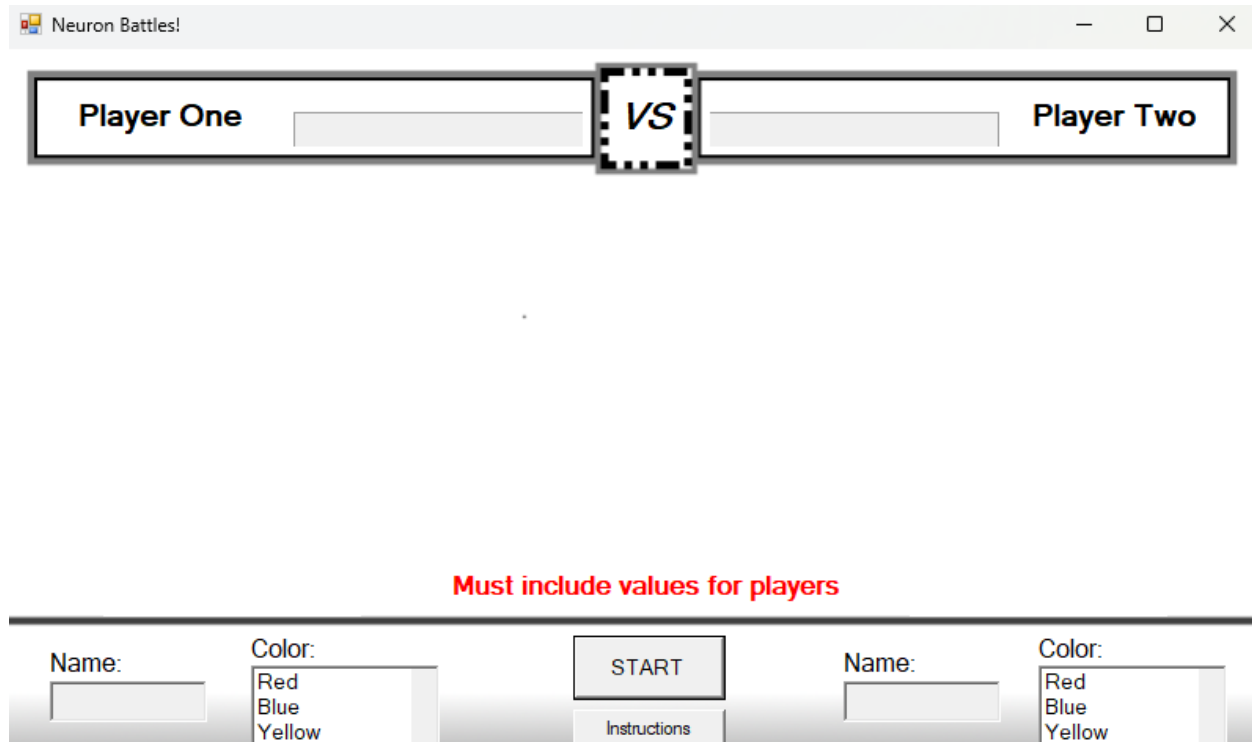 Neuron Battles!
Player One
VS
Player Two
Must include values for players
Name:
Color:
Red
Blue
Yellow
START
Instructions
Name:
Color:
Red
Blue
Yellow